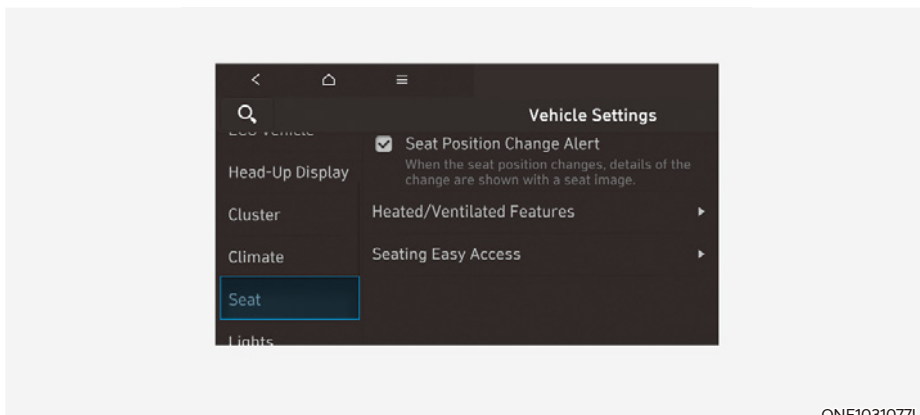 Vehicle Settings
Seat Position Change Alert
When the seat position changes, details of the
change are shown with a seat image.
Head-Up Display
Cluster
Heated/Ventilated Features
Climate
Seating Easy Access
Seat
Lights